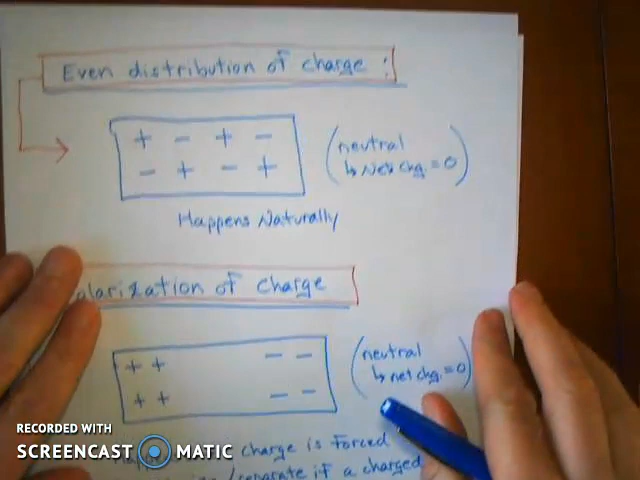 Even distribution of charge:
+ − + −
− + − +
(neutral
↳ Net chg. = 0)
Happens Naturally
olarization of charge
+ + − −
+ + − −
(neutral
↳ net chg. = 0)
charge is forced
/separate if a charged
RECORDED WITH
SCREENCAST MATIC